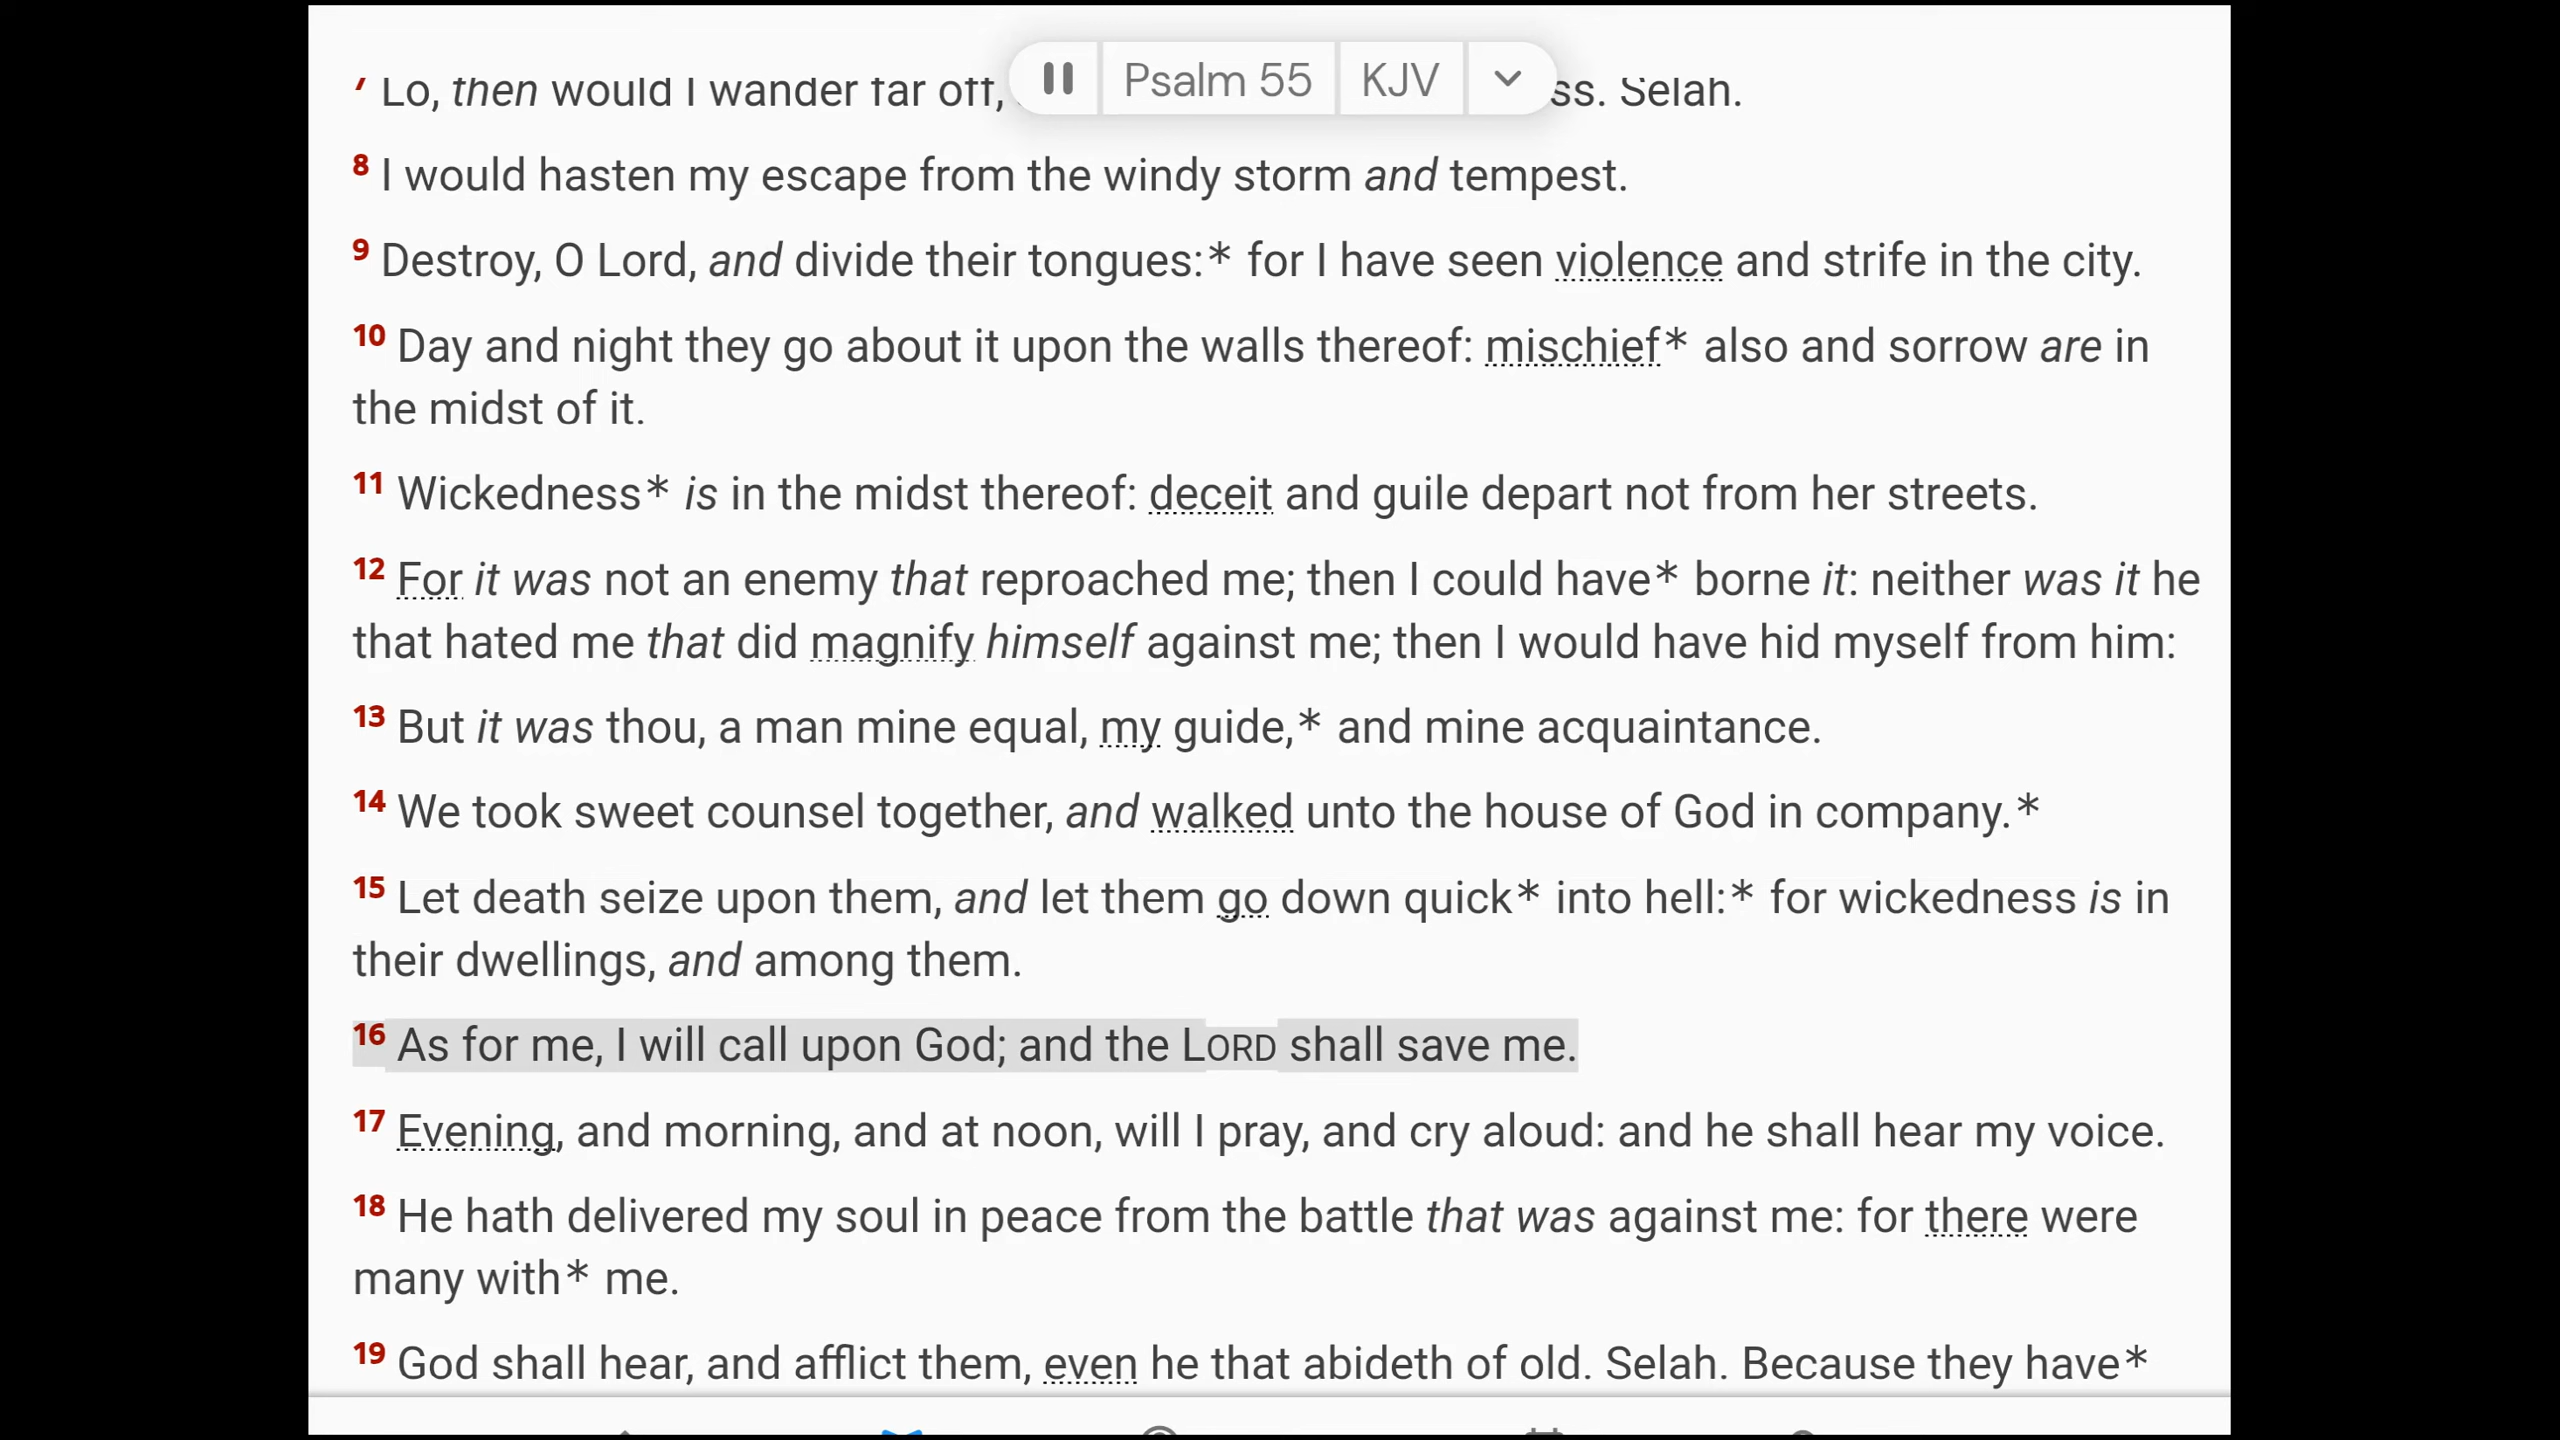 Psalm 55 KJV
7 Lo, then would I wander far off, ss. Selah.
8 I would hasten my escape from the windy storm and tempest.
9 Destroy, O Lord, and divide their tongues:* for I have seen violence and strife in the city.
10 Day and night they go about it upon the walls thereof: mischief* also and sorrow are in
the midst of it.
11 Wickedness* is in the midst thereof: deceit and guile depart not from her streets.
12 For it was not an enemy that reproached me; then I could have* borne it: neither was it he
that hated me that did magnify himself against me; then I would have hid myself from him:
13 But it was thou, a man mine equal, my guide,* and mine acquaintance.
14 We took sweet counsel together, and walked unto the house of God in company.*
15 Let death seize upon them, and let them go down quick* into hell:* for wickedness is in
their dwellings, and among them.
16 As for me, I will call upon God; and the LORD shall save me.
17 Evening, and morning, and at noon, will I pray, and cry aloud: and he shall hear my voice.
18 He hath delivered my soul in peace from the battle that was against me: for there were
many with* me.
19 God shall hear, and afflict them, even he that abideth of old. Selah. Because they have*